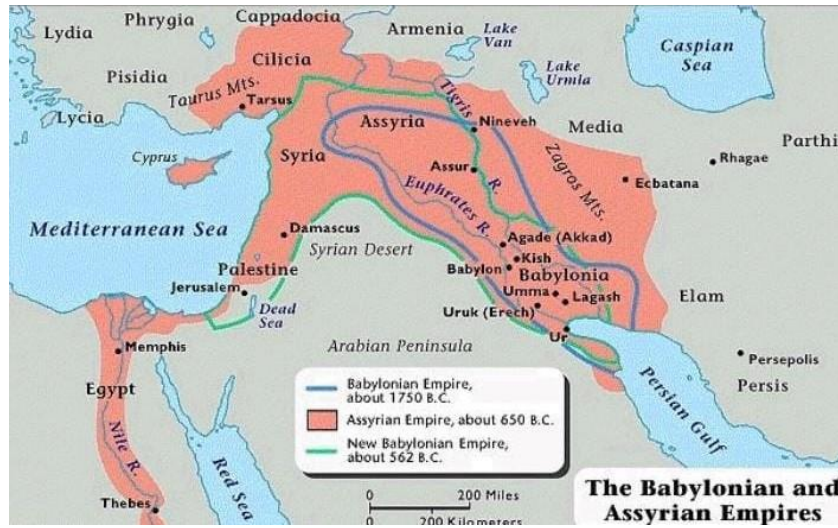 Lydia
Phrygia
Cappadocia
Armenia
Lake
Van
Caspian
Sea
Cilicia
Lake
Urmia
Pisidia
Taurus Mts.
Tarsus
Tigris
R.
Lycia
Assyria
Nineveh
Media
Parthi
Cyprus
Syria
Assur
Zagros Mts.
Rhagae
Ecbatana
Euphrates R.
Mediterranean Sea
Damascus
Syrian Desert
Agade (Akkad)
Kish
Palestine
Babylon
Babylonia
Jerusalem
Umma
Lagash
Elam
Dead
Sea
Uruk (Erech)
Ur
Arabian Peninsula
Memphis
Persepolis
Egypt
Persis
Persian Gulf
Nile R.
Red Sea
Thebes
Babylonian Empire,
about 1750 B.C.
Assyrian Empire, about 650 B.C.
New Babylonian Empire,
about 562 B.C.
0 200 Miles
0 200 Kilometers
The Babylonian and
Assyrian Empires